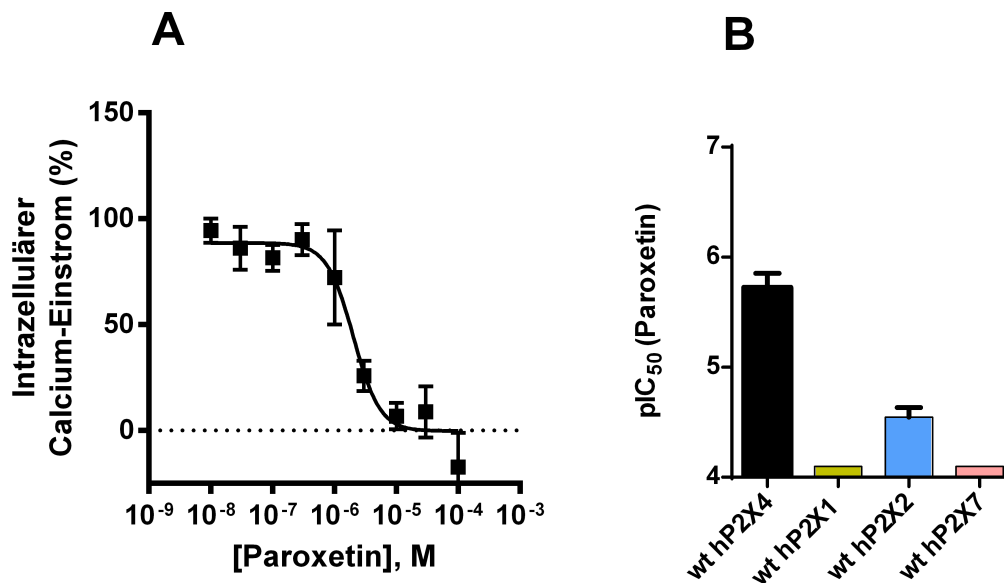 A
150
100
50
0
Intrazellulärer
Calcium-Einstrom (%)
10⁻⁹ 10⁻⁸ 10⁻⁷ 10⁻⁶ 10⁻⁵ 10⁻⁴ 10⁻³
[Paroxetin], M
B
7
6
5
4
pIC₅₀ (Paroxetin)
wt hP2X4
wt hP2X1
wt hP2X2
wt hP2X7